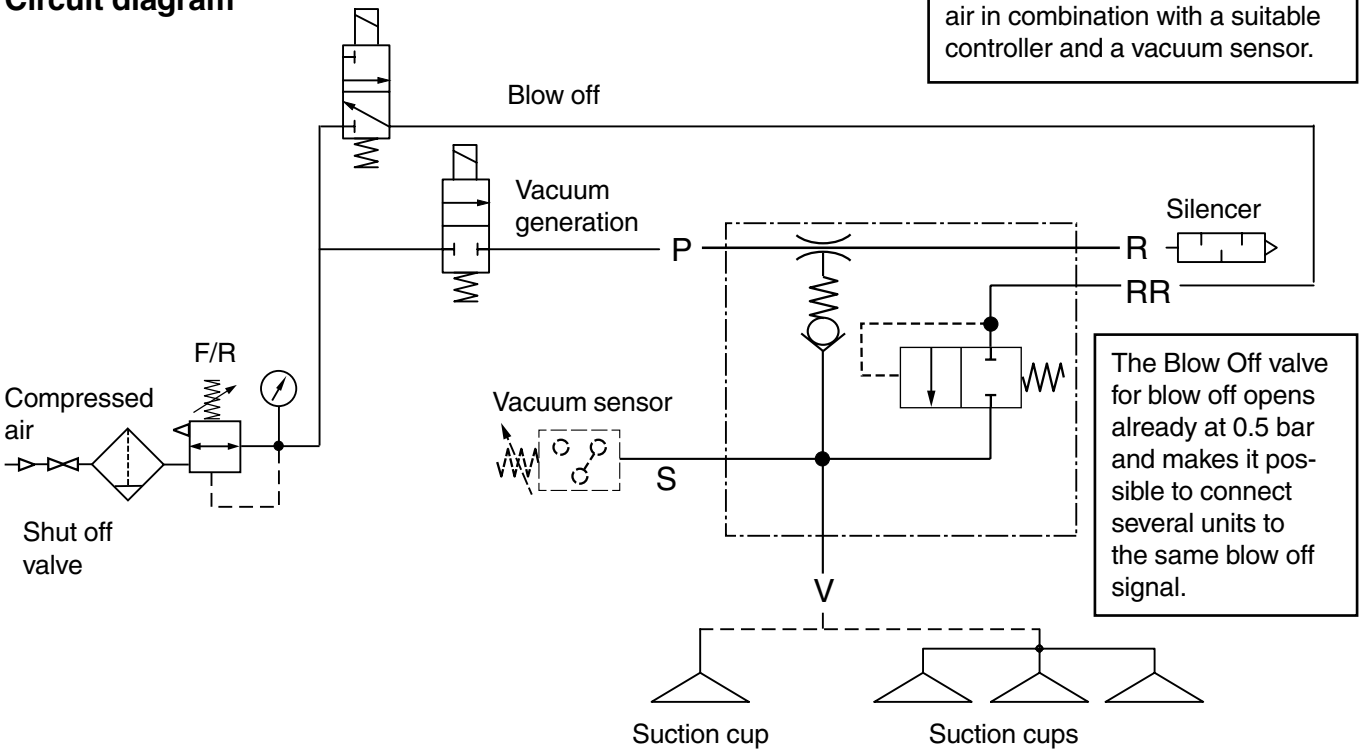 Circuit diagram
air in combination with a suitable
controller and a vacuum sensor.
Blow off
Vacuum
generation
P
R
Silencer
RR
F/R
Compressed
air
Shut off
valve
Vacuum sensor
S
The Blow Off valve
for blow off opens
already at 0.5 bar
and makes it pos-
sible to connect
several units to
the same blow off
signal.
V
Suction cup
Suction cups